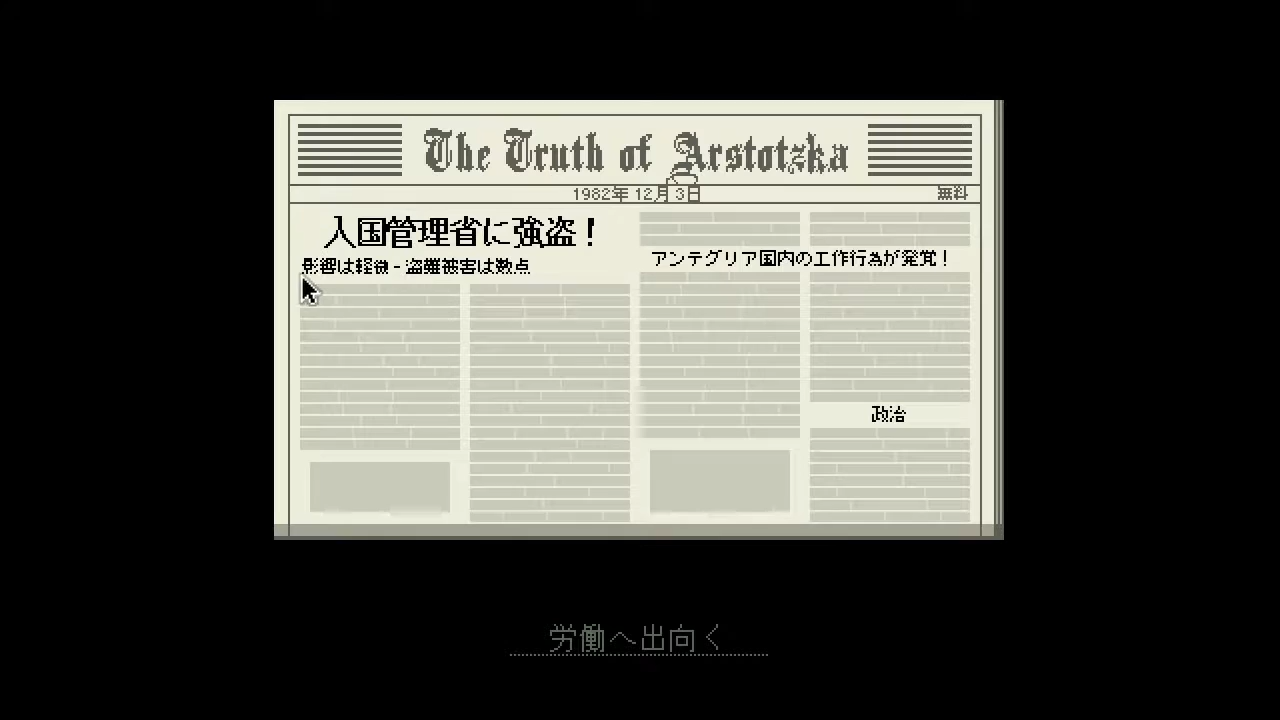 The Truth of Arstotzka
1982年 12月 3日
無料
入国管理省に強盗！
影響は軽微 - 盗難被害は数点
アンテグリア国内の工作行為が発覚！
政治
労働へ出向く